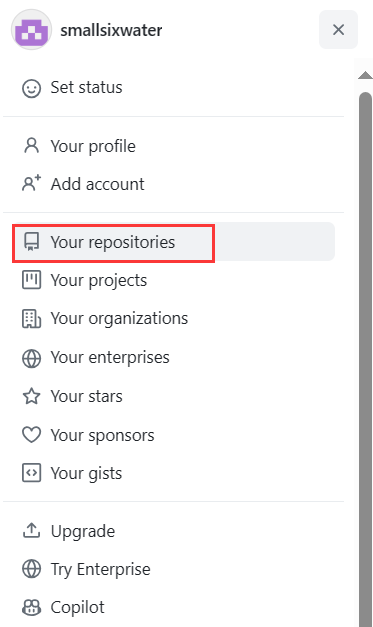 smallsixwater
Set status
Your profile
Add account
Your repositories
Your projects
Your organizations
Your enterprises
Your stars
Your sponsors
Your gists
Upgrade
Try Enterprise
Copilot